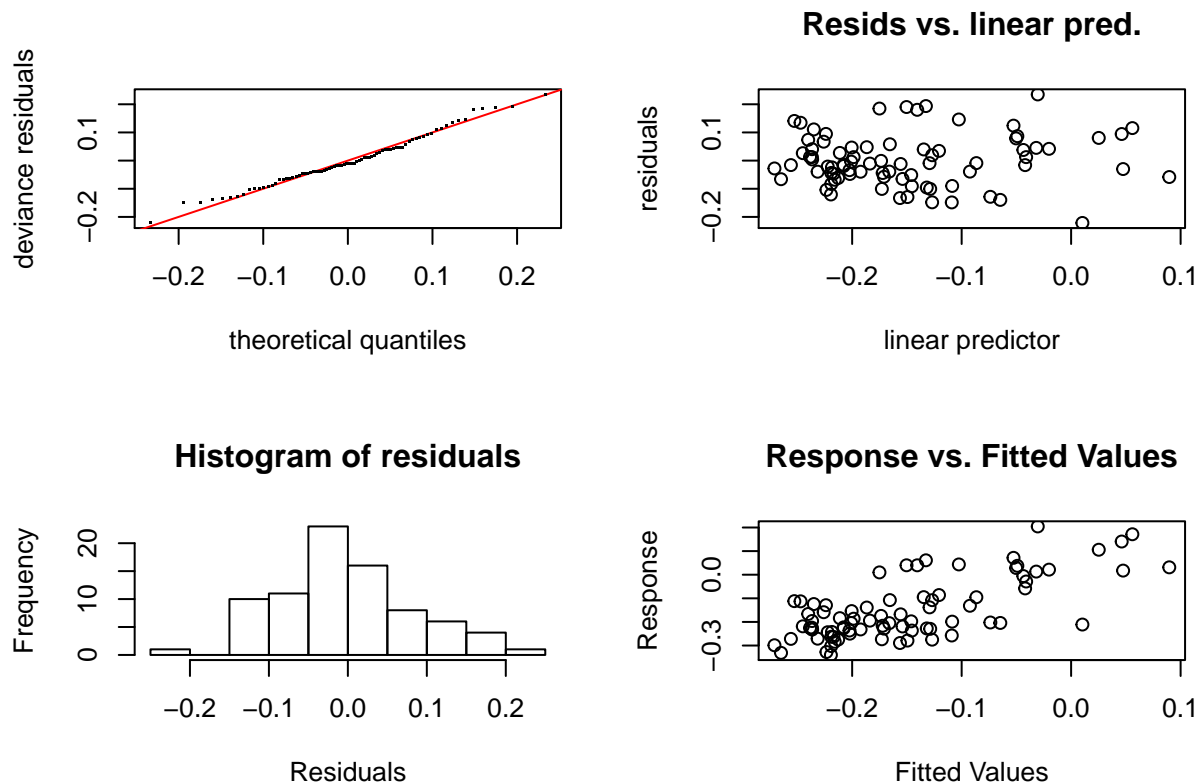 deviance residuals
0.1
−0.2
−0.2 −0.1 0.0 0.1 0.2
theoretical quantiles
Resids vs. linear pred.
residuals
0.1
−0.2
−0.2 −0.1 0.0 0.1
linear predictor
Histogram of residuals
Frequency
20
10
0
−0.2 −0.1 0.0 0.1 0.2
Residuals
Response vs. Fitted Values
Response
0.0
−0.3
−0.2 −0.1 0.0 0.1
Fitted Values